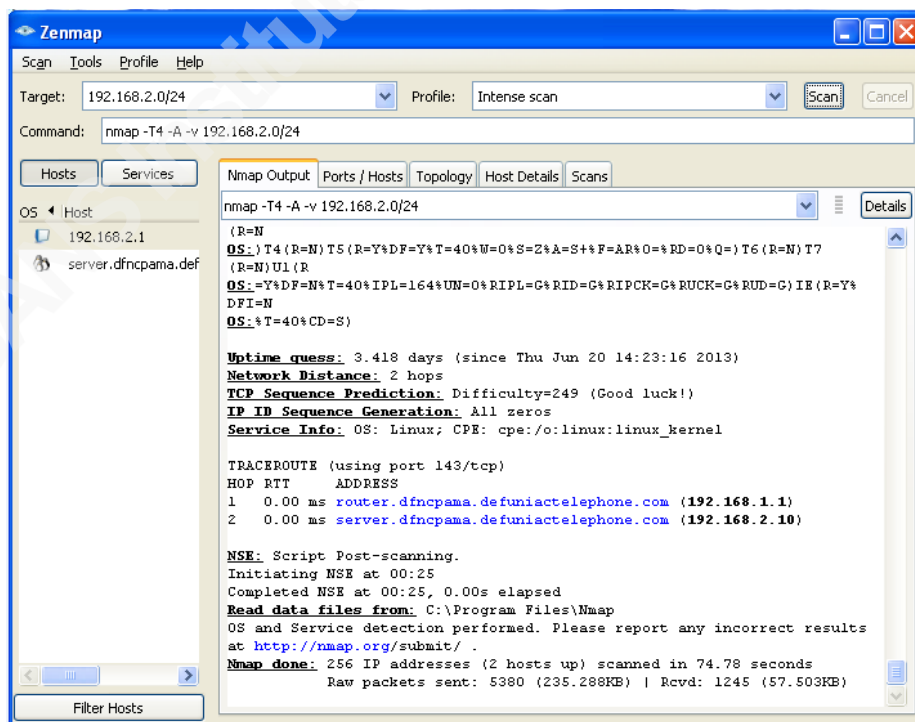 Zenmap
Scan Tools Profile Help
Target: 192.168.2.0/24 Profile: Intense scan Scan Cancel
Command: nmap -T4 -A -v 192.168.2.0/24
Hosts Services
Nmap Output Ports / Hosts Topology Host Details Scans
OS Host
192.168.2.1
server.dfncpama.def
nmap -T4 -A -v 192.168.2.0/24 Details
(R=N
OS:)T4(R=N)T5(R=Y%DF=Y%T=40%W=0%S=Z%A=S+%F=AR%O=%RD=0%Q=)T6(R=N)T7
(R=N)U1(R
OS:=Y%DF=N%T=40%IPL=164%UN=0%RIPL=G%RID=G%RIPCK=G%RUCK=G%RUD=G)IE(R=Y%
DFI=N
OS:%T=40%CD=S)
Uptime guess: 3.418 days (since Thu Jun 20 14:23:16 2013)
Network Distance: 2 hops
TCP Sequence Prediction: Difficulty=249 (Good luck!)
IP ID Sequence Generation: All zeros
Service Info: OS: Linux; CPE: cpe:/o:linux:linux_kernel
TRACEROUTE (using port 143/tcp)
HOP RTT ADDRESS
1 0.00 ms router.dfncpama.defuniactelephone.com (192.168.1.1)
2 0.00 ms server.dfncpama.defuniactelephone.com (192.168.2.10)
NSE: Script Post-scanning.
Initiating NSE at 00:25
Completed NSE at 00:25, 0.00s elapsed
Read data files from: C:\Program Files\Nmap
OS and Service detection performed. Please report any incorrect results
at http://nmap.org/submit/ .
Nmap done: 256 IP addresses (2 hosts up) scanned in 74.78 seconds
Raw packets sent: 5380 (235.288KB) | Rcvd: 1245 (57.503KB)
Filter Hosts